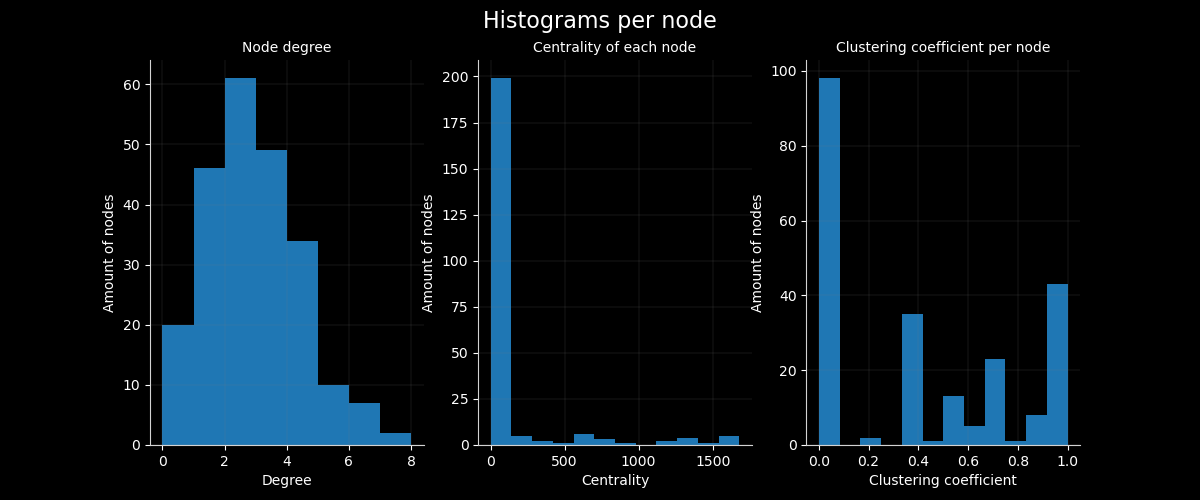 Histograms per node
Node degree
Amount of nodes
60
50
40
30
20
10
0
0 2 4 6 8
Degree
Centrality of each node
Amount of nodes
200
175
150
125
100
75
50
25
0
0 500 1000 1500
Centrality
Clustering coefficient per node
Amount of nodes
100
80
60
40
20
0
0.0 0.2 0.4 0.6 0.8 1.0
Clustering coefficient